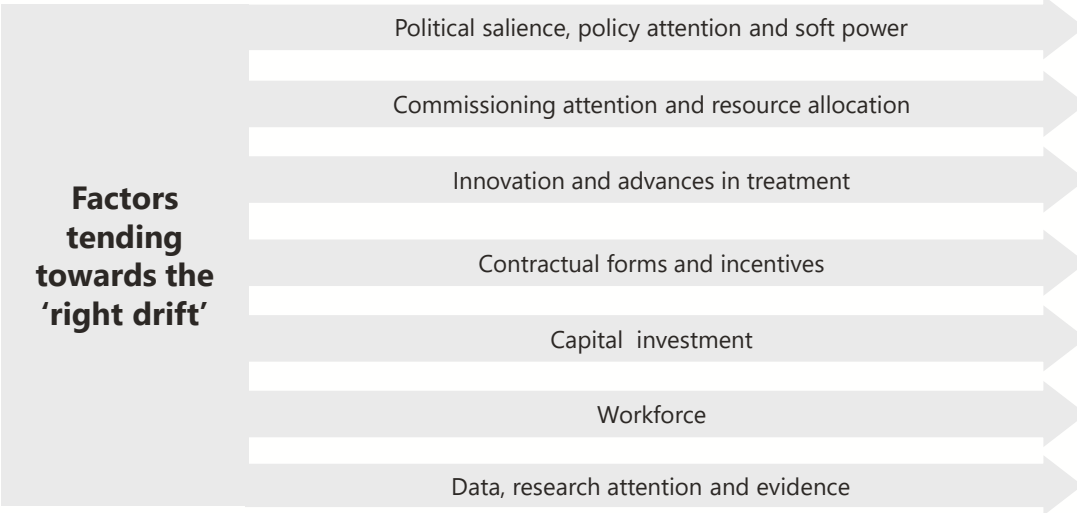 Political salience, policy attention and soft power
Commissioning attention and resource allocation
Innovation and advances in treatment
Factors
tending
towards the
‘right drift’
Contractual forms and incentives
Capital  investment
Workforce
Data, research attention and evidence